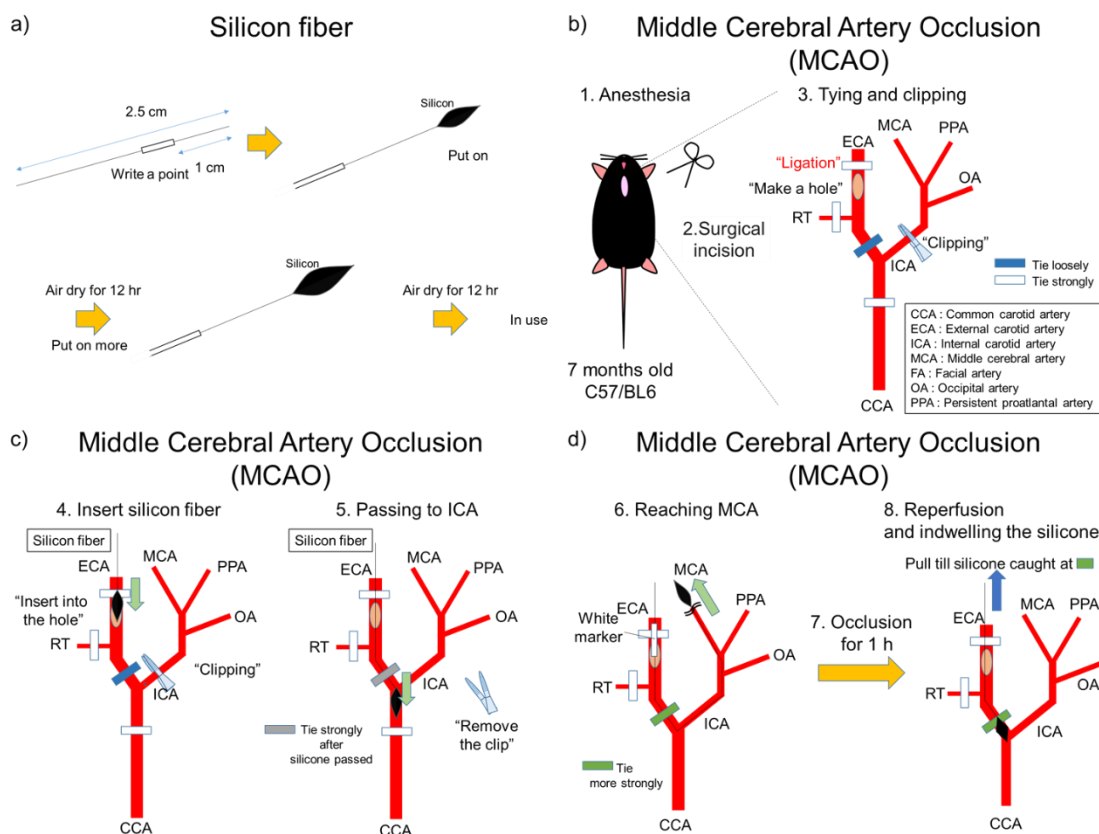 a)
Silicon fiber
2.5 cm
1 cm
Write a point
Silicon
Put on
Air dry for 12 hr
Put on more
Silicon
Air dry for 12 hr
In use
b)
Middle Cerebral Artery Occlusion
(MCAO)
1. Anesthesia
2.Surgical
incision
7 months old
C57/BL6
3. Tying and clipping
MCA
PPA
ECA
"Ligation"
OA
"Make a hole"
RT
"Clipping"
ICA
Tie loosely
Tie strongly
CCA
CCA : Common carotid artery
ECA : External carotid artery
ICA : Internal carotid artery
MCA : Middle cerebral artery
FA : Facial artery
OA : Occipital artery
PPA : Persistent proatlantal artery
c)
Middle Cerebral Artery Occlusion
(MCAO)
4. Insert silicon fiber
Silicon fiber
ECA
MCA
PPA
"Insert into
the hole"
OA
RT
"Clipping"
ICA
CCA
5. Passing to ICA
Silicon fiber
ECA
MCA
PPA
OA
RT
ICA
Tie strongly
after
silicone passed
"Remove
the clip"
CCA
d)
Middle Cerebral Artery Occlusion
(MCAO)
6. Reaching MCA
MCA
ECA
PPA
White
marker
OA
RT
ICA
Tie
more strongly
CCA
7. Occlusion
for 1 h
8. Reperfusion
and indwelling the silicone
Pull till silicone caught at
ECA
MCA
PPA
RT
OA
ICA
CCA